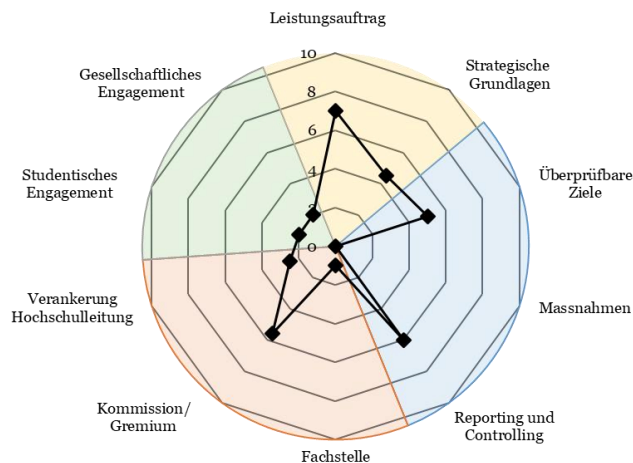 Leistungsauftrag
Strategische
Grundlagen
Überprüfbare
Ziele
Massnahmen
Reporting und
Controlling
Fachstelle
Kommission/
Gremium
Verankerung
Hochschulleitung
Studentisches
Engagement
Gesellschaftliches
Engagement
10
8
6
4
2
0